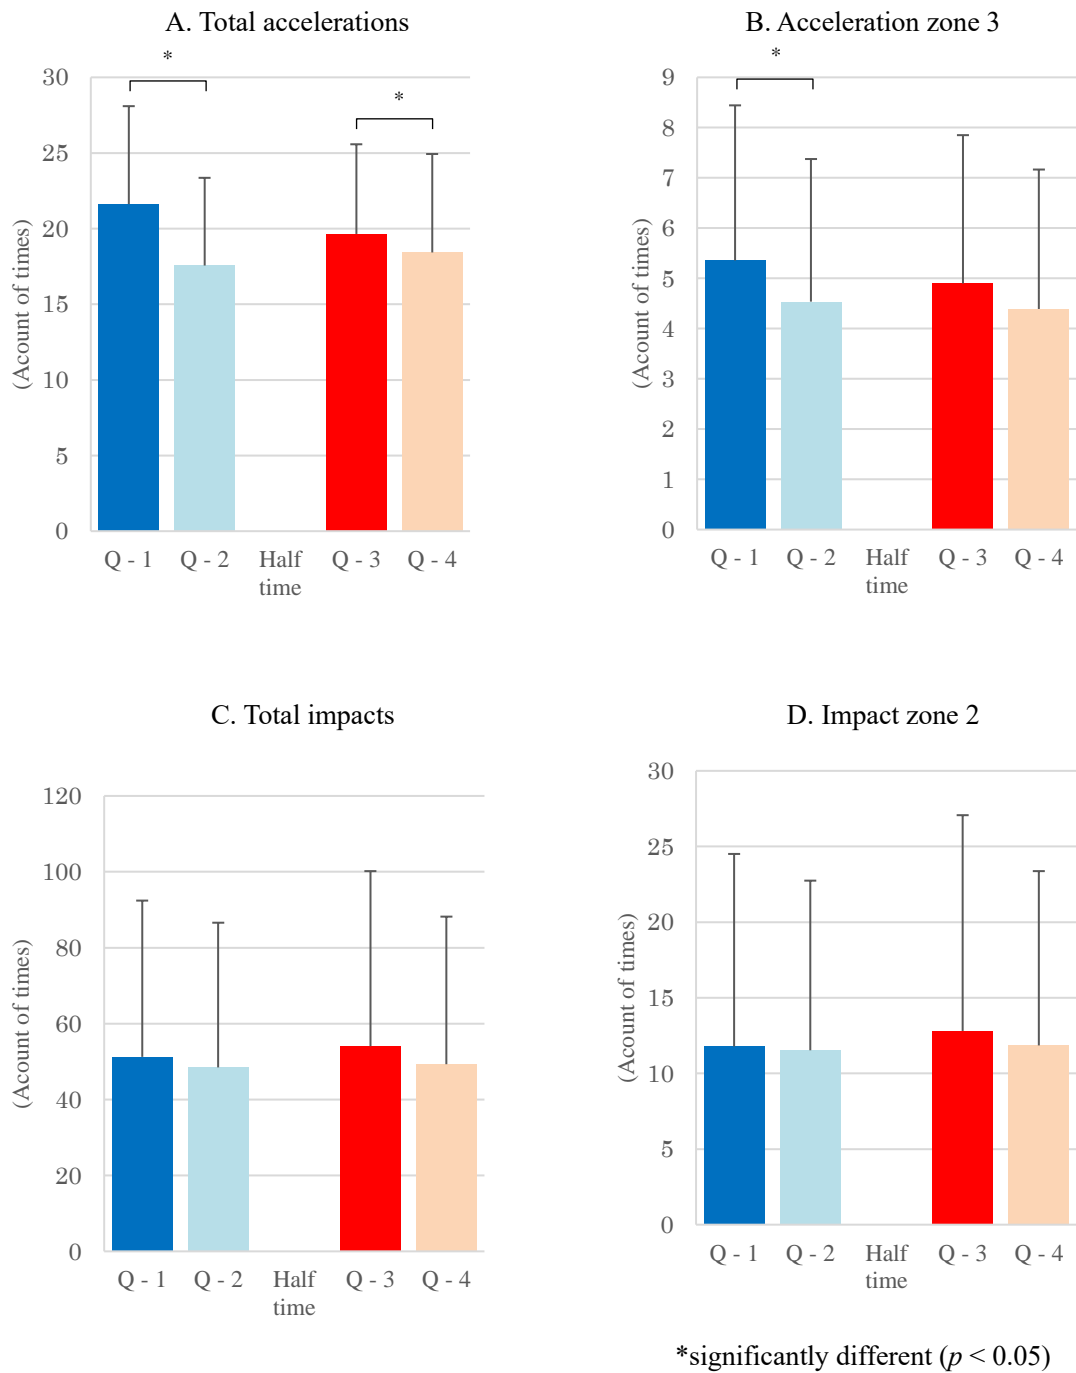 A. Total accelerations
*
*
30
25
20
15
10
5
0
(Acount of times)
Q - 1 Q - 2 Half time Q - 3 Q - 4
B. Acceleration zone 3
*
9
8
7
6
5
4
3
2
1
0
(Acount of times)
Q - 1 Q - 2 Half time Q - 3 Q - 4
C. Total impacts
120
100
80
60
40
20
0
(Acount of times)
Q - 1 Q - 2 Half time Q - 3 Q - 4
D. Impact zone 2
30
25
20
15
10
5
0
(Acount of times)
Q - 1 Q - 2 Half time Q - 3 Q - 4
*significantly different (p < 0.05)